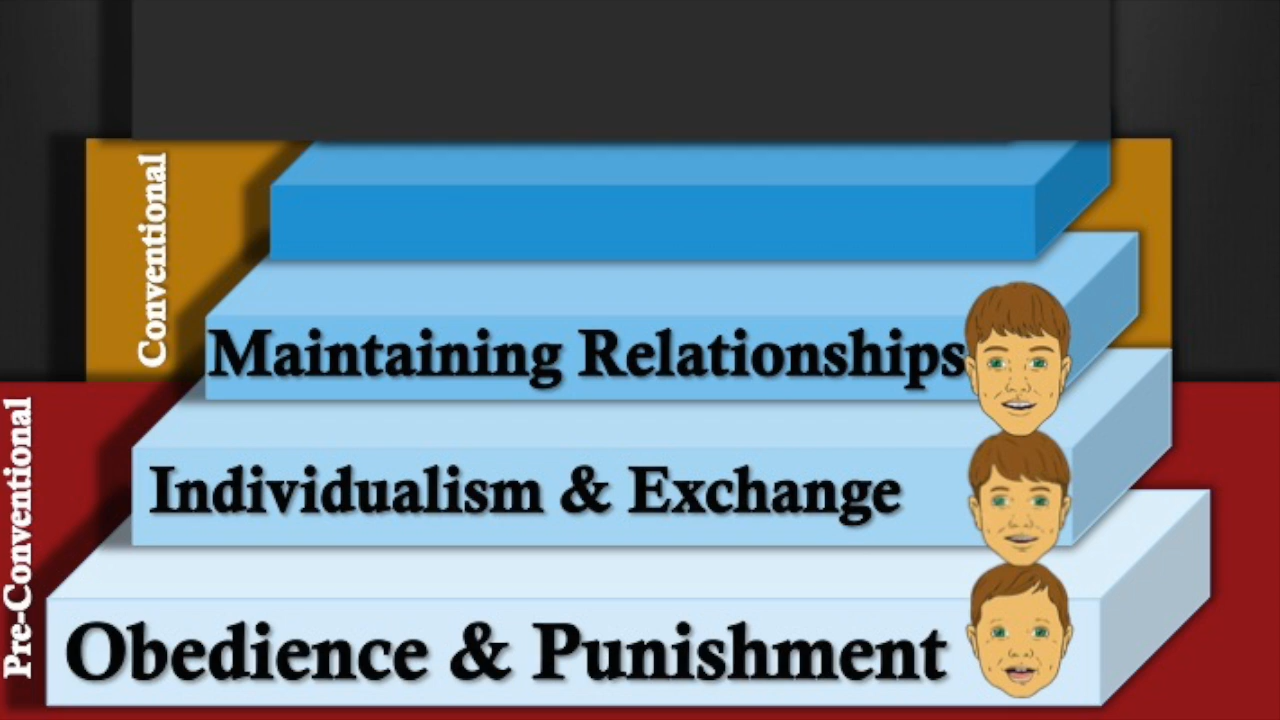 Conventional
Maintaining Relationships
Pre-Conventional
Individualism & Exchange
Obedience & Punishment